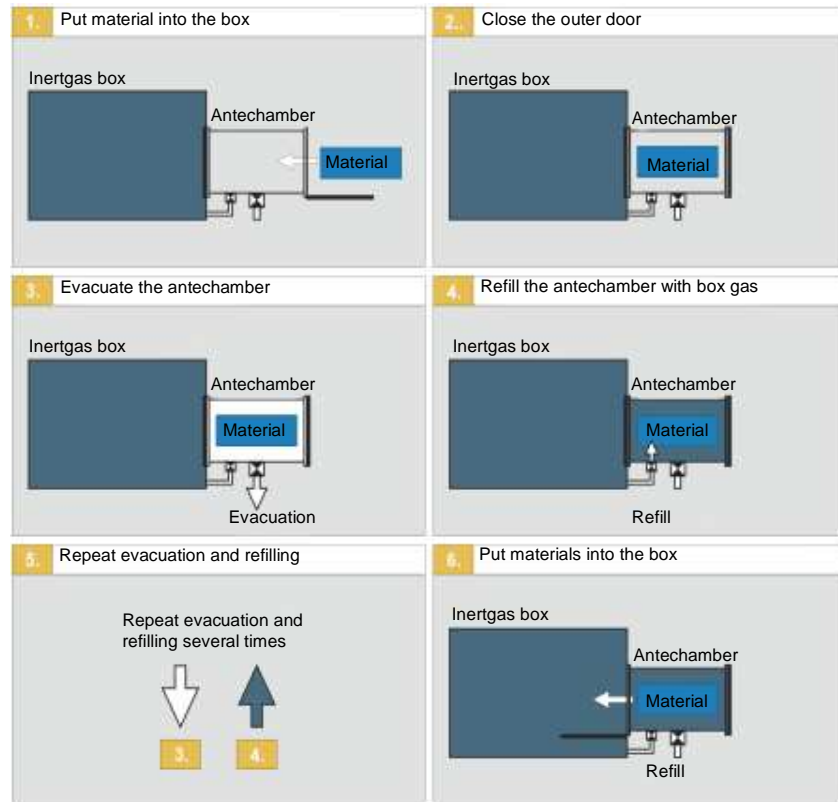 1. Put material into the box
Inertgas box
Antechamber
Material
2.. Close the outer door
Inertgas box
Antechamber
Material
3. Evacuate the antechamber
Inertgas box
Antechamber
Material
Evacuation
4. Refill the antechamber with box gas
Inertgas box
Antechamber
Material
Refill
5. Repeat evacuation and refilling
Repeat evacuation and
refilling several times
3. 4.
6. Put materials into the box
Inertgas box
Antechamber
Material
Refill